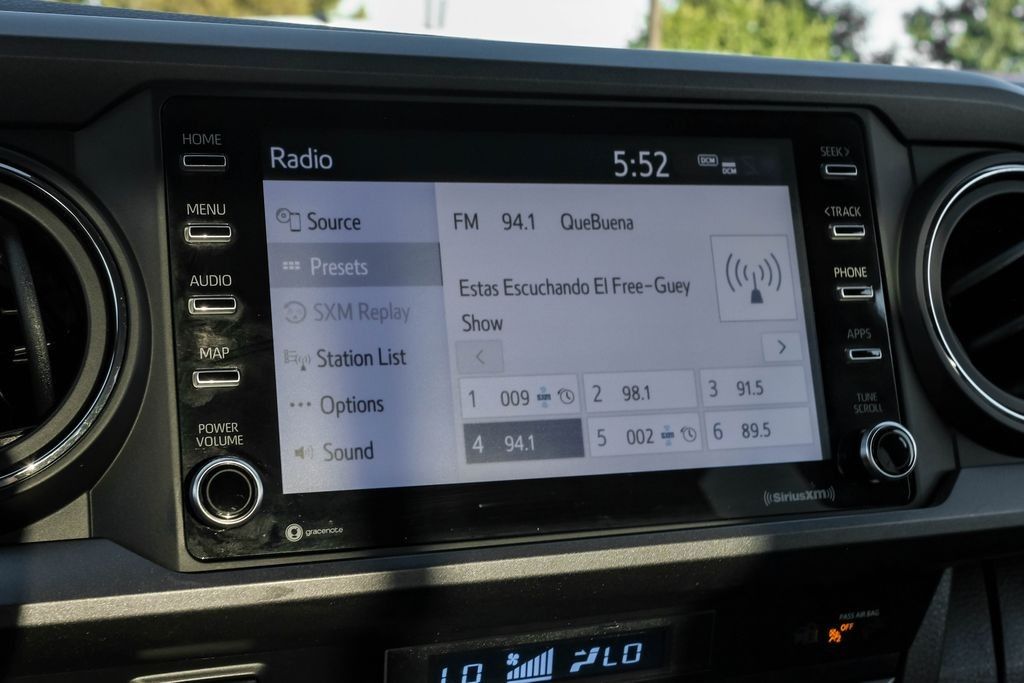 HOME
MENU
AUDIO
MAP
POWER
VOLUME
Radio
5:52
DCM
DCM
Source
Presets
SXM Replay
Station List
Options
Sound
FM 94.1 QueBuena
Estas Escuchando El Free-Guey
Show
< >
1 009 sxm
2 98.1
3 91.5
4 94.1
5 002 sxm
6 89.5
SEEK >
< TRACK
PHONE
APPS
TUNE
SCROLL
gracenote
((SiriusXM))
PASS AIR BAG
OFF
LO
LO